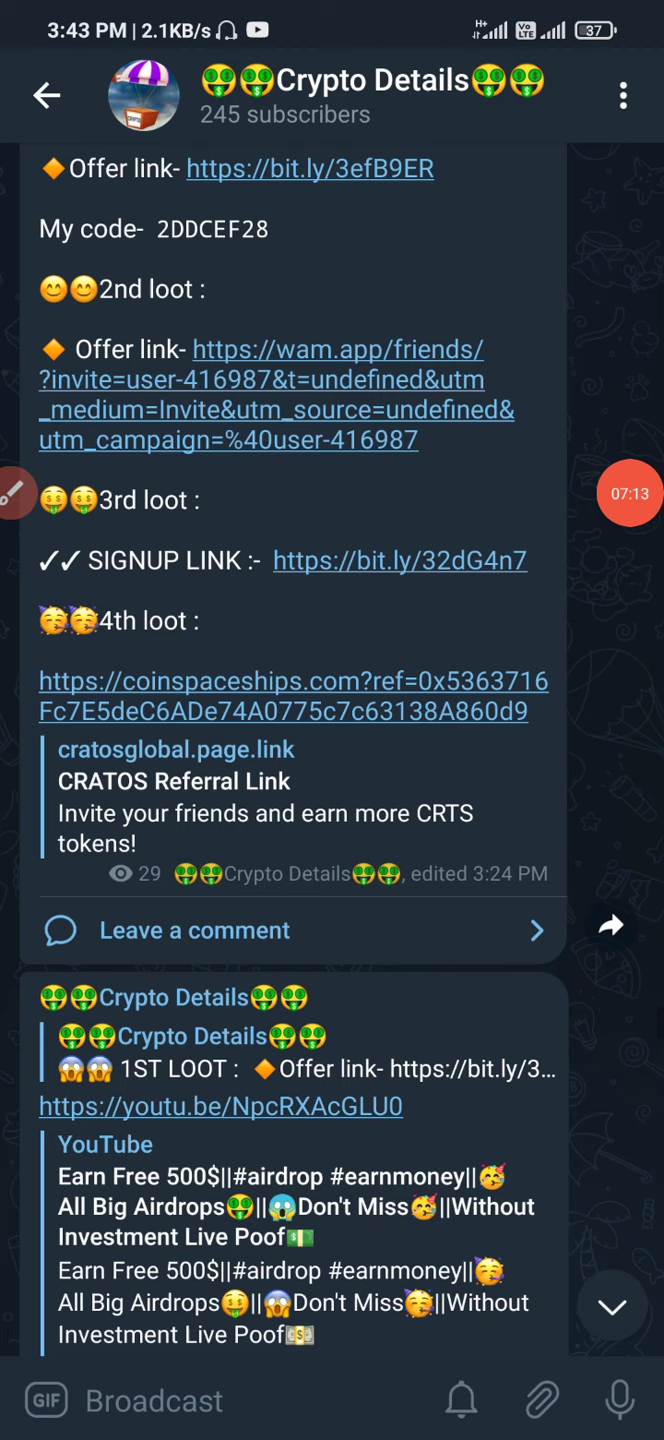 3:43 PM | 2.1KB/s
H+
Vo
LTE
37
🤑🤑Crypto Details🤑🤑
245 subscribers
🔶Offer link- https://bit.ly/3efB9ER
My code- 2DDCEF28
😊😊2nd loot :
🔶 Offer link- https://wam.app/friends/
?invite=user-416987&t=undefined&utm
_medium=Invite&utm_source=undefined&
utm_campaign=%40user-416987
07:13
🤑🤑3rd loot :
✓✓ SIGNUP LINK :- https://bit.ly/32dG4n7
🥳🥳4th loot :
https://coinspaceships.com?ref=0x5363716
Fc7E5deC6ADe74A0775c7c63138A860d9
cratosglobal.page.link
CRATOS Referral Link
Invite your friends and earn more CRTS
tokens!
29 🤑🤑Crypto Details🤑🤑, edited 3:24 PM
Leave a comment
🤑🤑Crypto Details🤑🤑
🤑🤑Crypto Details🤑🤑
😱😱 1ST LOOT : 🔶Offer link- https://bit.ly/3...
https://youtu.be/NpcRXAcGLU0
YouTube
Earn Free 500$||#airdrop #earnmoney||🥳
All Big Airdrops🤑||😱Don't Miss🥳||Without
Investment Live Poof💵
Earn Free 500$||#airdrop #earnmoney||🥳
All Big Airdrops🤑||😱Don't Miss🥳||Without
Investment Live Poof💵
GIF Broadcast